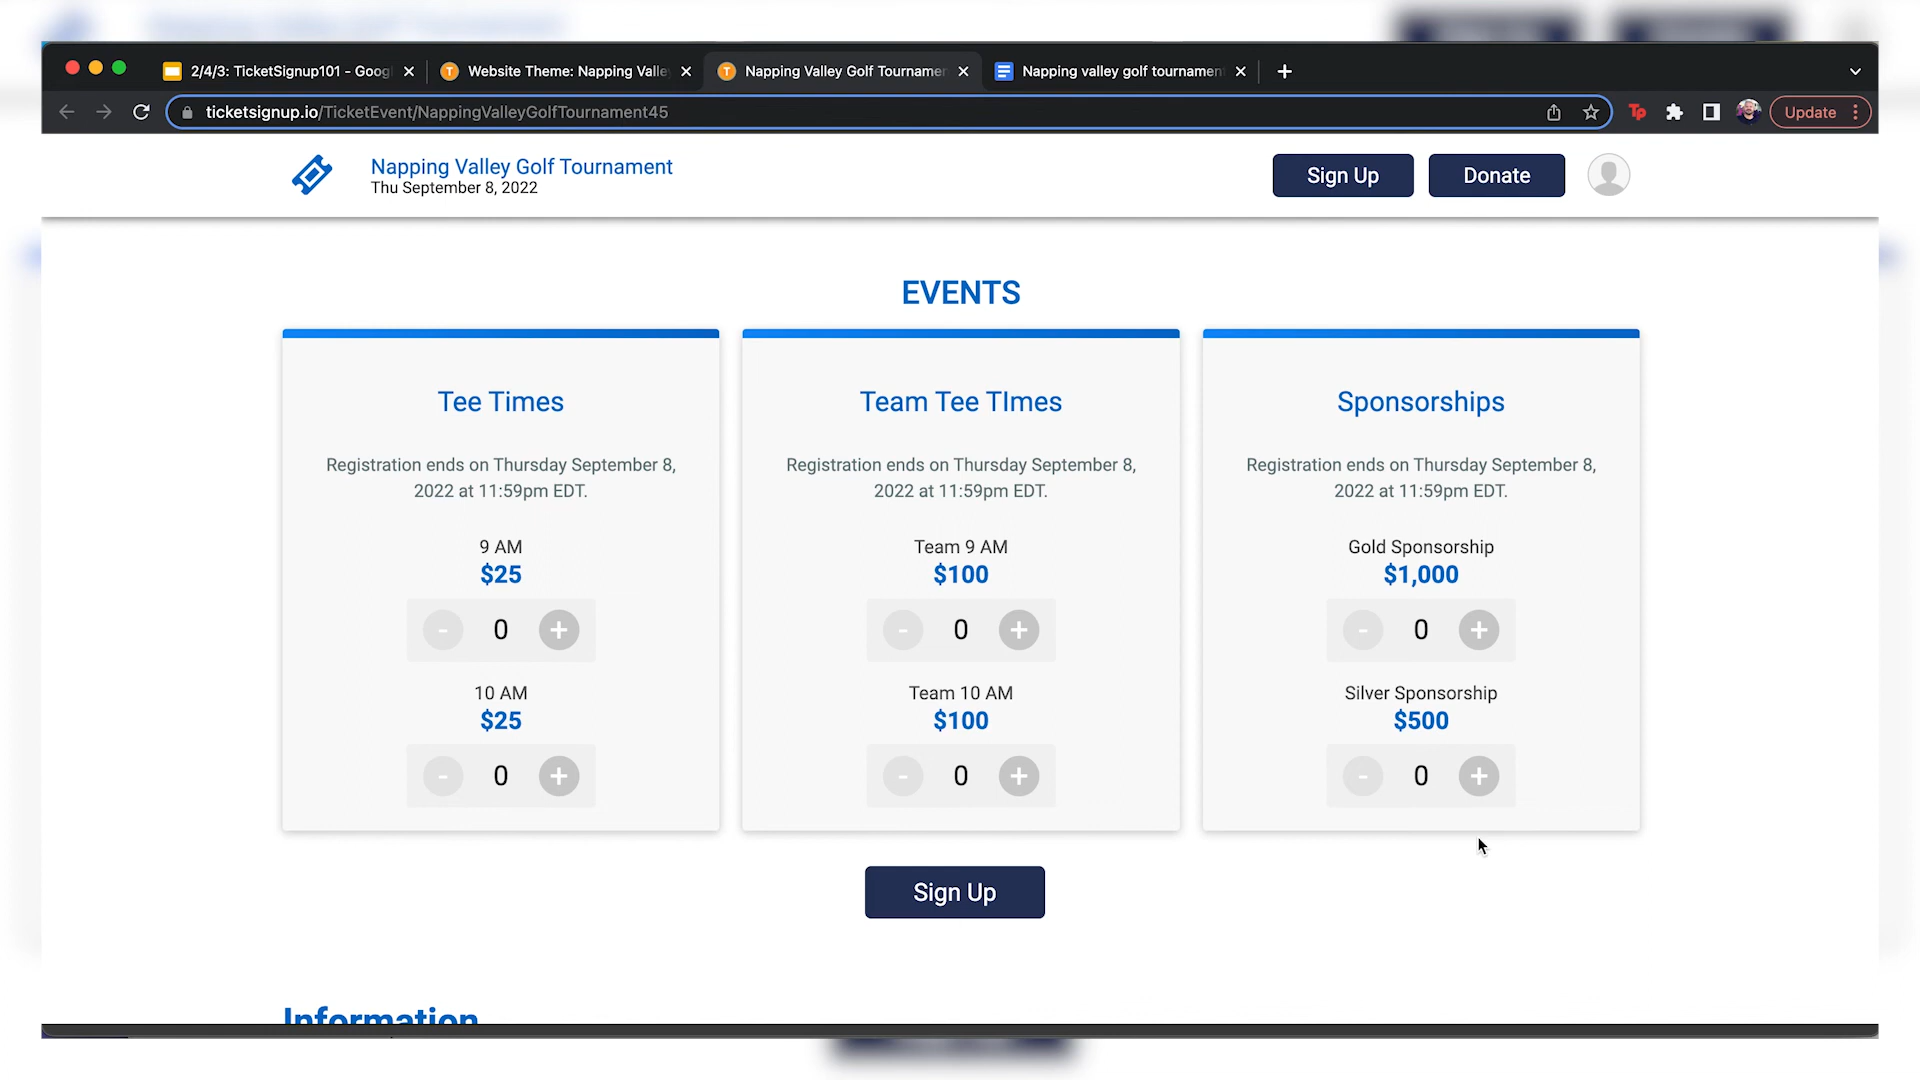 2/4/3: TicketSignup101 - Goog
Website Theme: Napping Valle
Napping Valley Golf Tournamen
Napping valley golf tournament
ticketsignup.io/TicketEvent/NappingValleyGolfTournament45
Tp
Update
Napping Valley Golf Tournament
Thu September 8, 2022
Sign Up
Donate
EVENTS
Tee Times
Registration ends on Thursday September 8,
2022 at 11:59pm EDT.
9 AM
$25
- 0 +
10 AM
$25
- 0 +
Team Tee TImes
Registration ends on Thursday September 8,
2022 at 11:59pm EDT.
Team 9 AM
$100
- 0 +
Team 10 AM
$100
- 0 +
Sponsorships
Registration ends on Thursday September 8,
2022 at 11:59pm EDT.
Gold Sponsorship
$1,000
- 0 +
Silver Sponsorship
$500
- 0 +
Sign Up
Information